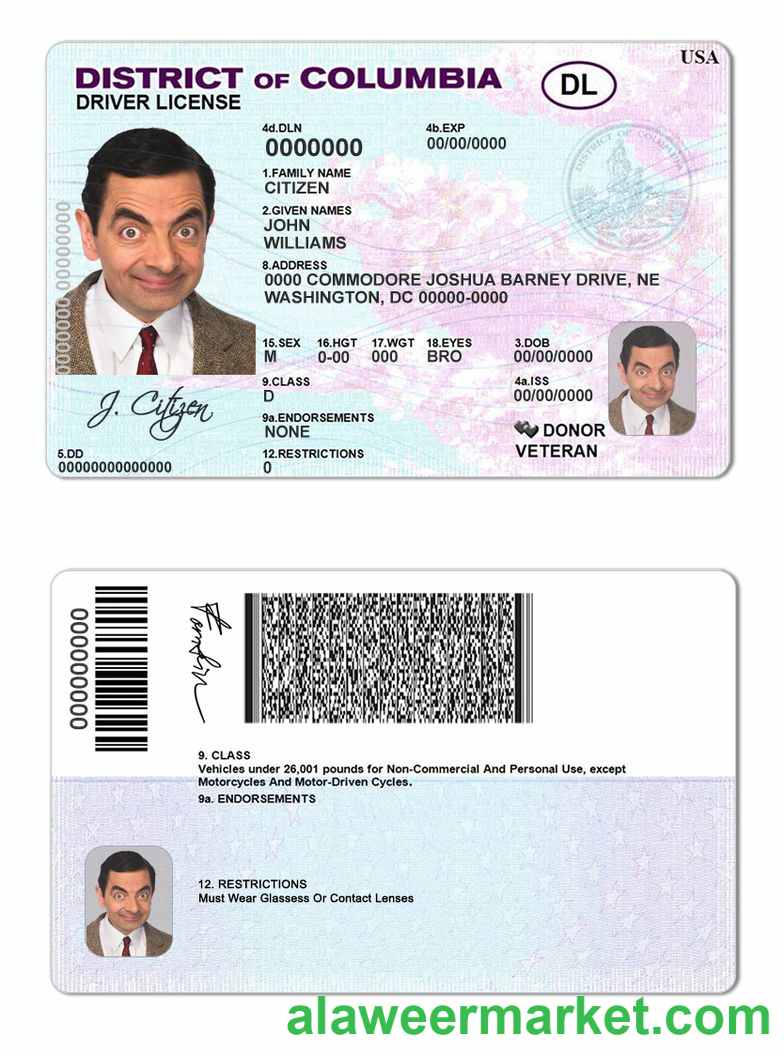 USA
DISTRICT OF COLUMBIA
DL
DRIVER LICENSE
4d.DLN
0000000
4b.EXP
00/00/0000
DISTRICT OF COLUMBIA
1.FAMILY NAME
CITIZEN
2.GIVEN NAMES
JOHN
WILLIAMS
8.ADDRESS
0000 COMMODORE JOSHUA BARNEY DRIVE, NE
WASHINGTON, DC 00000-0000
0000000 00000000
15.SEX 16.HGT 17.WGT 18.EYES 3.DOB
M 0-00 000 BRO 00/00/0000
9.CLASS
D
4a.ISS
00/00/0000
J. Citizen
9a.ENDORSEMENTS
NONE
DONOR
VETERAN
5.DD
00000000000000
12.RESTRICTIONS
0
000000000
9. CLASS
Vehicles under 26,001 pounds for Non-Commercial And Personal Use, except
Motorcycles And Motor-Driven Cycles.
9a. ENDORSEMENTS
12. RESTRICTIONS
Must Wear Glassess Or Contact Lenses
alaweermarket.com